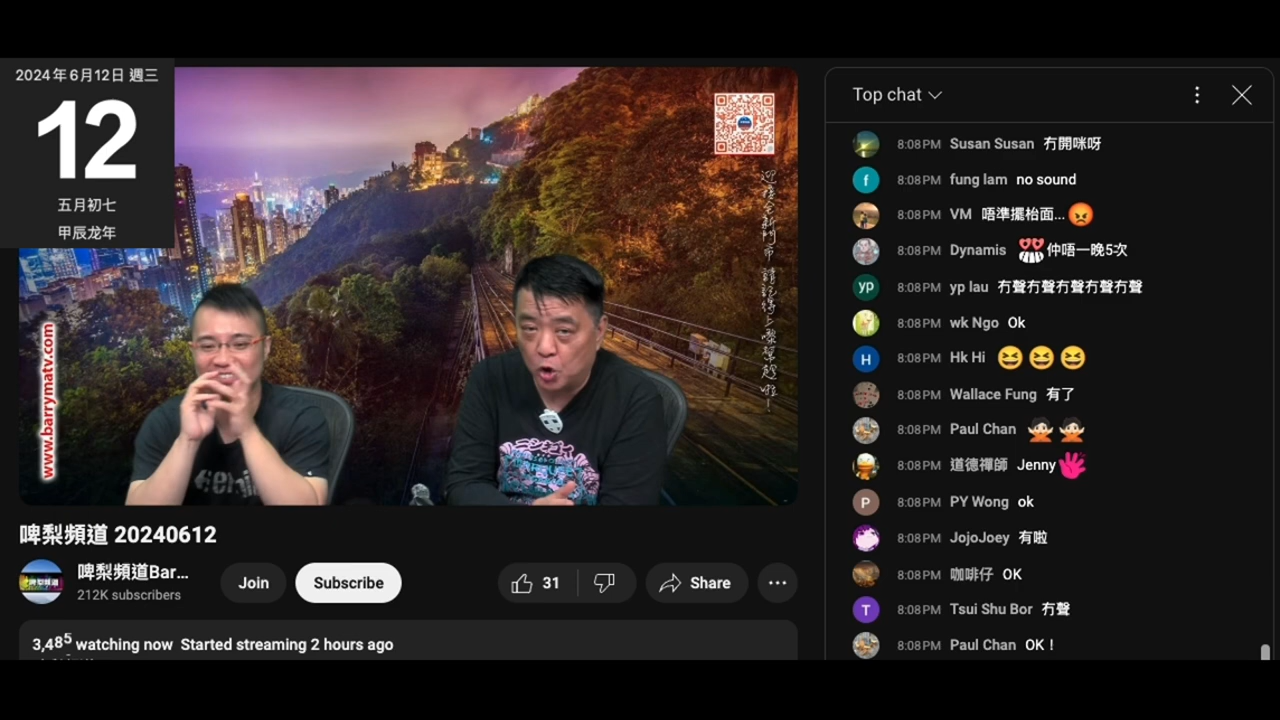 2024年6月12日 週三
12
五月初七
甲辰龙年
www.barrymatv.com
ニシコイ
啤梨頻道 20240612
啤梨頻道Bar...
212K subscribers
Join
Subscribe
31
Share
3,485 watching now Started streaming 2 hours ago
Top chat
8:08PM Susan Susan 冇開咪呀
f 8:08PM fung lam no sound
8:08PM VM 唔準擺枱面...😡
8:08PM Dynamis 仲唔一晚5次
yp 8:08PM yp lau 冇聲冇聲冇聲冇聲冇聲
8:08PM wk Ngo Ok
H 8:08PM Hk Hi 😆😆😆
8:08PM Wallace Fung 有了
8:08PM Paul Chan 🙅🏻🙅🏻
8:08PM 道德禪師 Jenny
P 8:08PM PY Wong ok
8:08PM JojoJoey 有啦
8:08PM 咖啡仔 OK
T 8:08PM Tsui Shu Bor 冇聲
8:08PM Paul Chan OK！